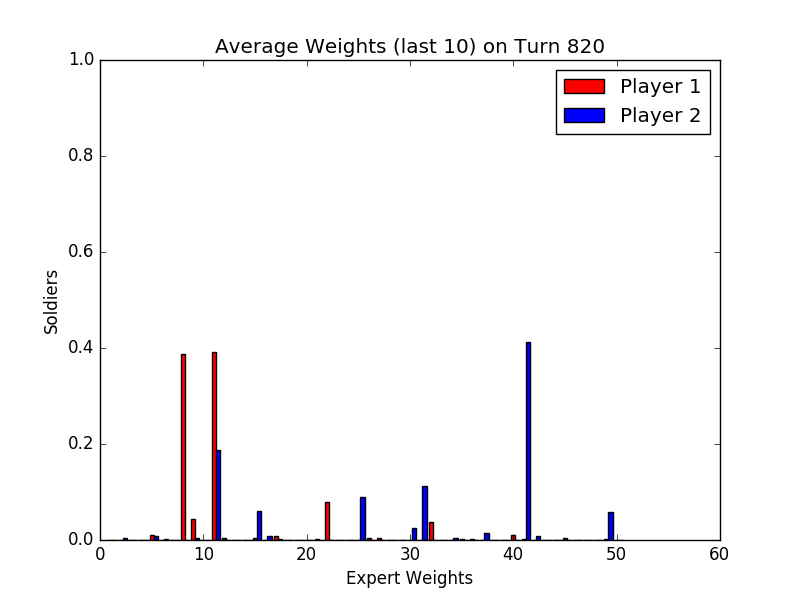 Average Weights (last 10) on Turn 820
Player 1
Player 2
1.0
0.8
0.6
0.4
0.2
0.0
Soldiers
0 10 20 30 40 50 60
Expert Weights